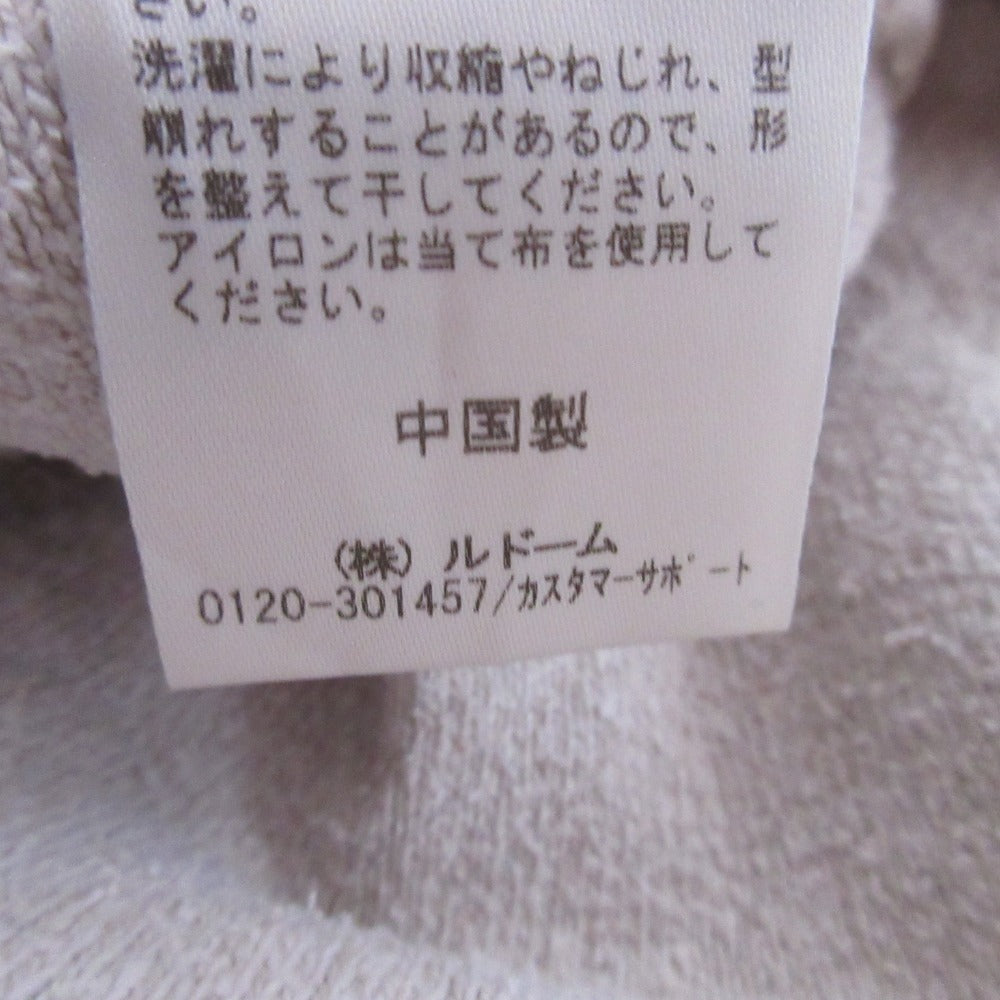 さい。
洗濯により収縮やねじれ、型
崩れすることがあるので、形
を整えて干してください。
アイロンは当て布を使用して
ください。
中国製
(株) ルドーム
0120-301457/カスタマーサポート